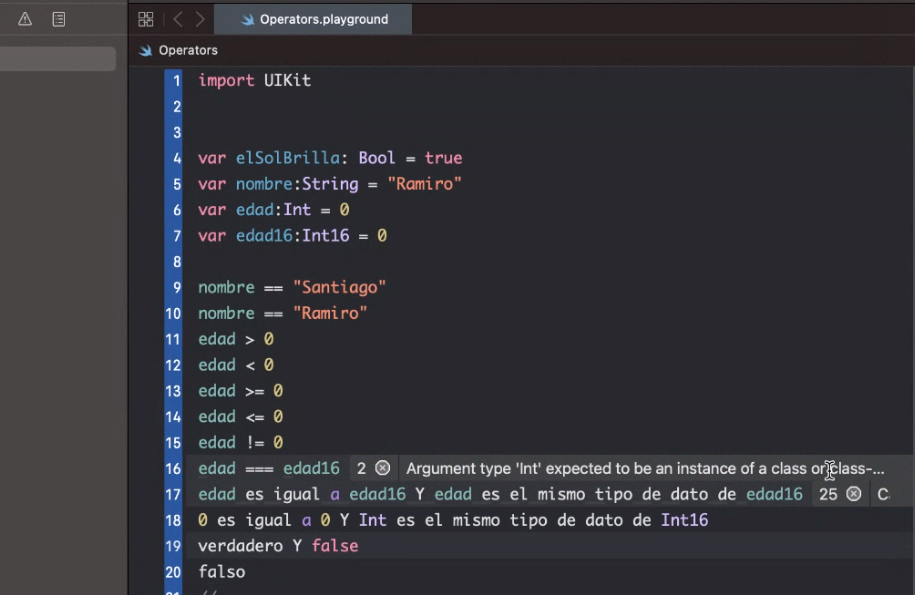 Operators.playground
Operators
1 import UIKit
2
3
4 var elSolBrilla: Bool = true
5 var nombre:String = "Ramiro"
6 var edad:Int = 0
7 var edad16:Int16 = 0
8
9 nombre == "Santiago"
10 nombre == "Ramiro"
11 edad > 0
12 edad < 0
13 edad >= 0
14 edad <= 0
15 edad != 0
16 edad === edad16 2 Argument type 'Int' expected to be an instance of a class or class-...
17 edad es igual a edad16 Y edad es el mismo tipo de dato de edad16 25 C
18 0 es igual a 0 Y Int es el mismo tipo de dato de Int16
19 verdadero Y false
20 falso